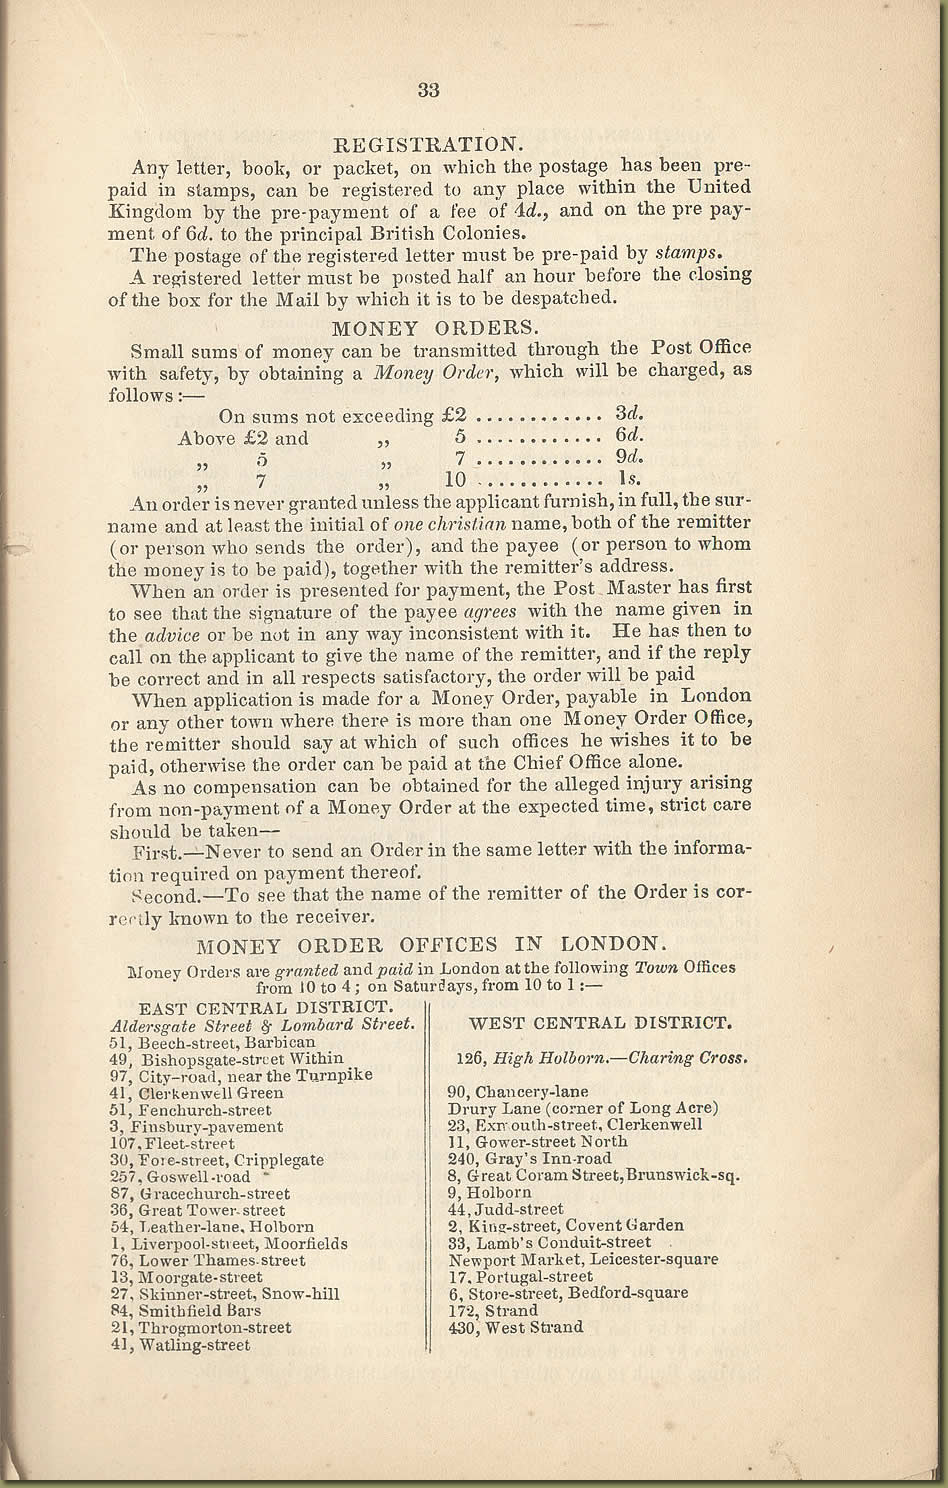 33
REGISTRATION.
Any letter, book, or packet, on which the postage has been pre-
paid in stamps, can be registered to any place within the United
Kingdom by the pre-payment of a fee of 4d., and on the pre pay-
ment of 6d. to the principal British Colonies.
The postage of the registered letter must be pre-paid by stamps.
A registered letter must be posted half an hour before the closing
of the box for the Mail by which it is to be despatched.
MONEY ORDERS.
Small sums of money can be transmitted through the Post Office
with safety, by obtaining a Money Order, which will be charged, as
follows :—
On sums not exceeding £2 ............ 3d.
Above £2 and „ 5 ............ 6d.
„ 5 „ 7 ............ 9d.
„ 7 „ 10 ............ 1s.
An order is never granted unless the applicant furnish, in full, the sur-
name and at least the initial of one christian name, both of the remitter
(or person who sends the order), and the payee (or person to whom
the money is to be paid), together with the remitter's address.
When an order is presented for payment, the Post Master has first
to see that the signature of the payee agrees with the name given in
the advice or be not in any way inconsistent with it. He has then to
call on the applicant to give the name of the remitter, and if the reply
be correct and in all respects satisfactory, the order will be paid
When application is made for a Money Order, payable in London
or any other town where there is more than one Money Order Office,
the remitter should say at which of such offices he wishes it to be
paid, otherwise the order can be paid at the Chief Office alone.
As no compensation can be obtained for the alleged injury arising
from non-payment of a Money Order at the expected time, strict care
should be taken—
First.—Never to send an Order in the same letter with the informa-
tion required on payment thereof.
Second.—To see that the name of the remitter of the Order is cor-
rectly known to the receiver.
MONEY ORDER OFFICES IN LONDON.
Money Orders are granted and paid in London at the following Town Offices
from 10 to 4; on Saturdays, from 10 to 1 :—
EAST CENTRAL DISTRICT.
Aldersgate Street & Lombard Street.
51, Beech-street, Barbican
49, Bishopsgate-street Within
97, City-road, near the Turnpike
41, Clerkenwell Green
51, Fenchurch-street
3, Finsbury-pavement
107, Fleet-street
30, Fore-street, Cripplegate
257, Goswell-road
87, Gracechurch-street
36, Great Tower-street
54, Leather-lane, Holborn
1, Liverpool-street, Moorfields
76, Lower Thames-street
13, Moorgate-street
27, Skinner-street, Snow-hill
84, Smithfield Bars
21, Throgmorton-street
41, Watling-street
WEST CENTRAL DISTRICT.
126, High Holborn.—Charing Cross.
90, Chancery-lane
Drury Lane (corner of Long Acre)
23, Exmouth-street, Clerkenwell
11, Gower-street North
240, Gray's Inn-road
8, Great Coram Street, Brunswick-sq.
9, Holborn
44, Judd-street
2, King-street, Covent Garden
33, Lamb's Conduit-street
Newport Market, Leicester-square
17, Portugal-street
6, Store-street, Bedford-square
172, Strand
430, West Strand